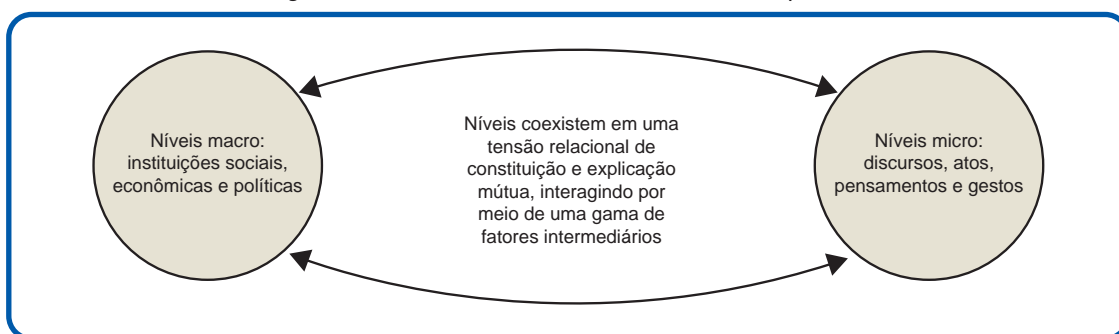 Níveis macro:
instituições sociais,
econômicas e políticas
Níveis coexistem em uma
tensão relacional de
constituição e explicação
mútua, interagindo por
meio de uma gama de
fatores intermediários
Níveis micro:
discursos, atos,
pensamentos e gestos